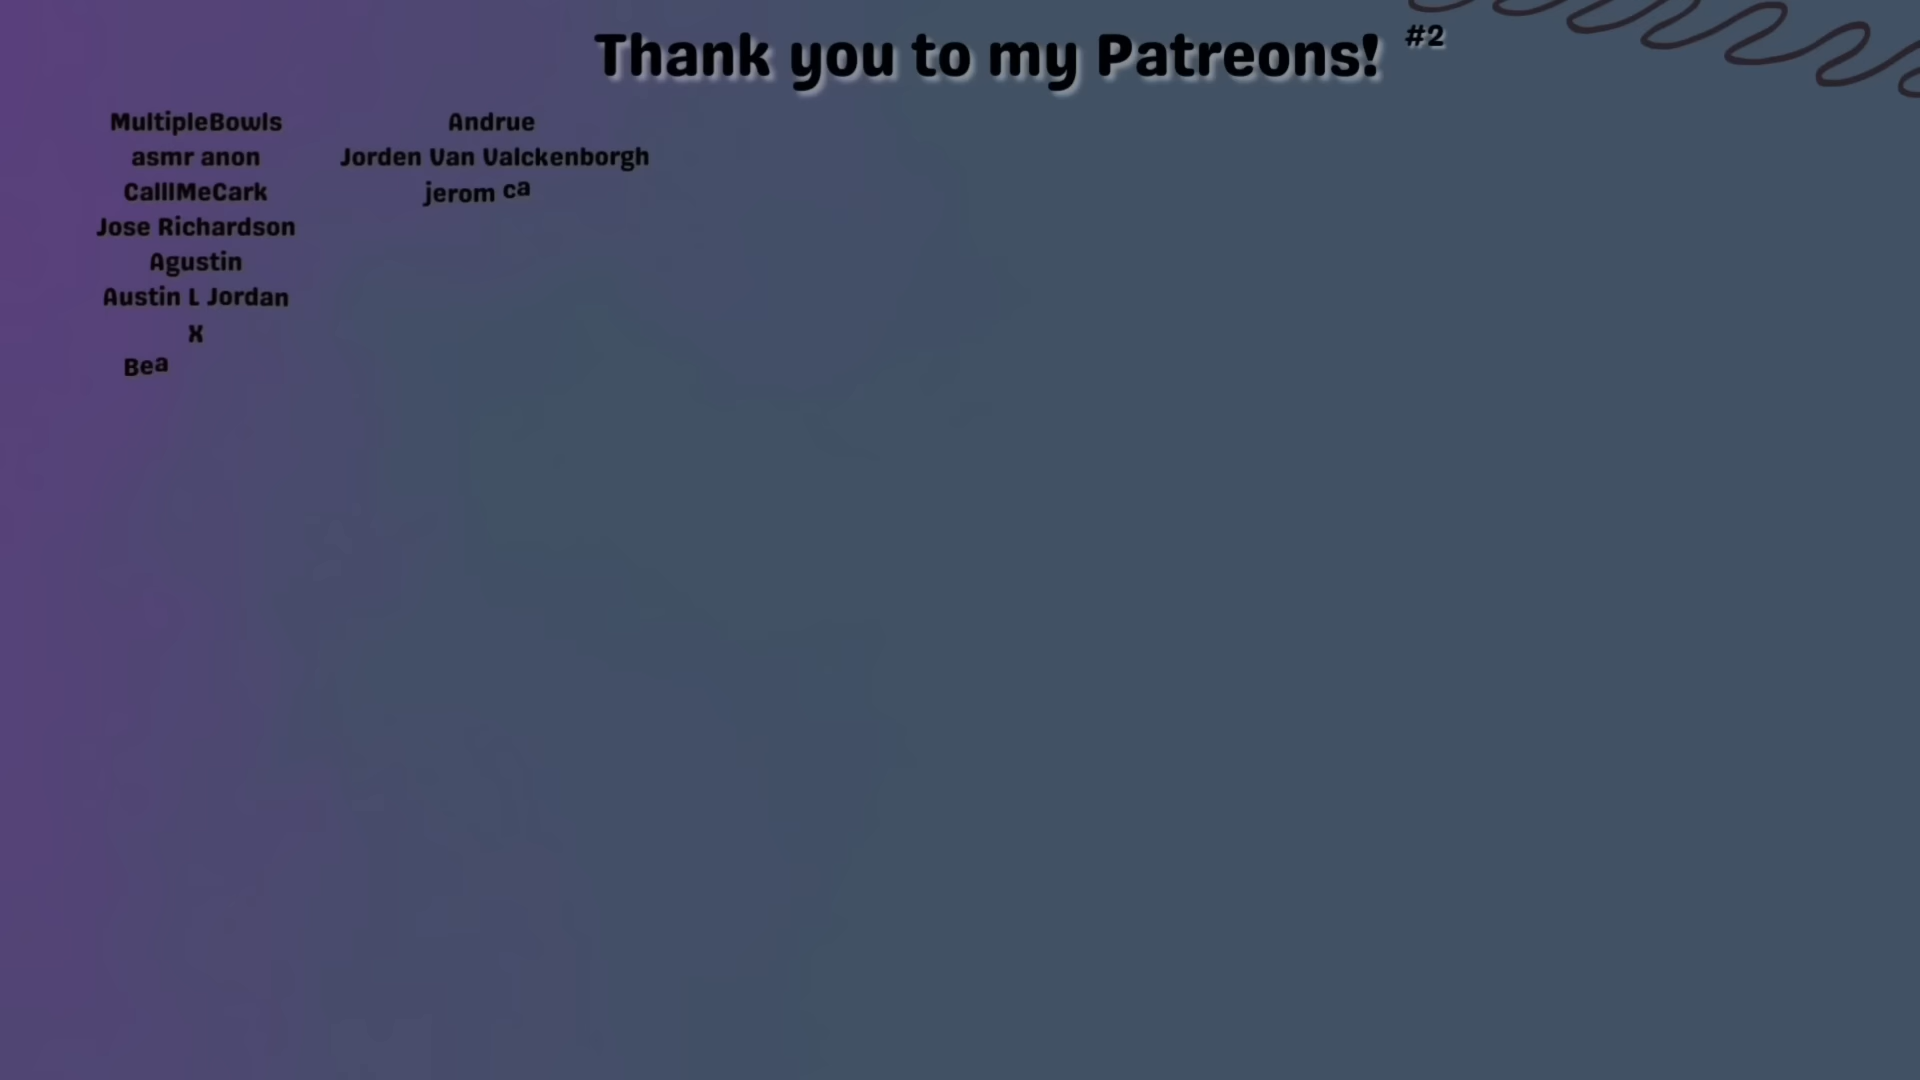 Thank you to my Patreons! #2
MultipleBowls
asmr anon
CalllMeCark
Jose Richardson
Agustin
Austin L Jordan
X
Bea
Andrue
Jorden Van Valckenborgh
jerom ca